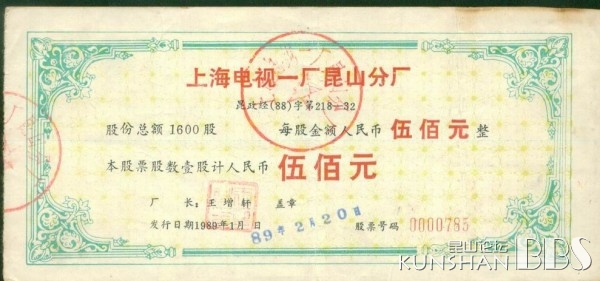 上海电视一厂昆山分厂
昆政经(88)字第218—32
股份总额1600股 每股金额人民币 伍佰元 整
本股票股数壹股计人民币 伍佰元
厂 长:王增轩 盖章
发行日期1989年1月 日 股票号码 0000785
89年2月20日
昆山论坛
KUNSHAN BBS